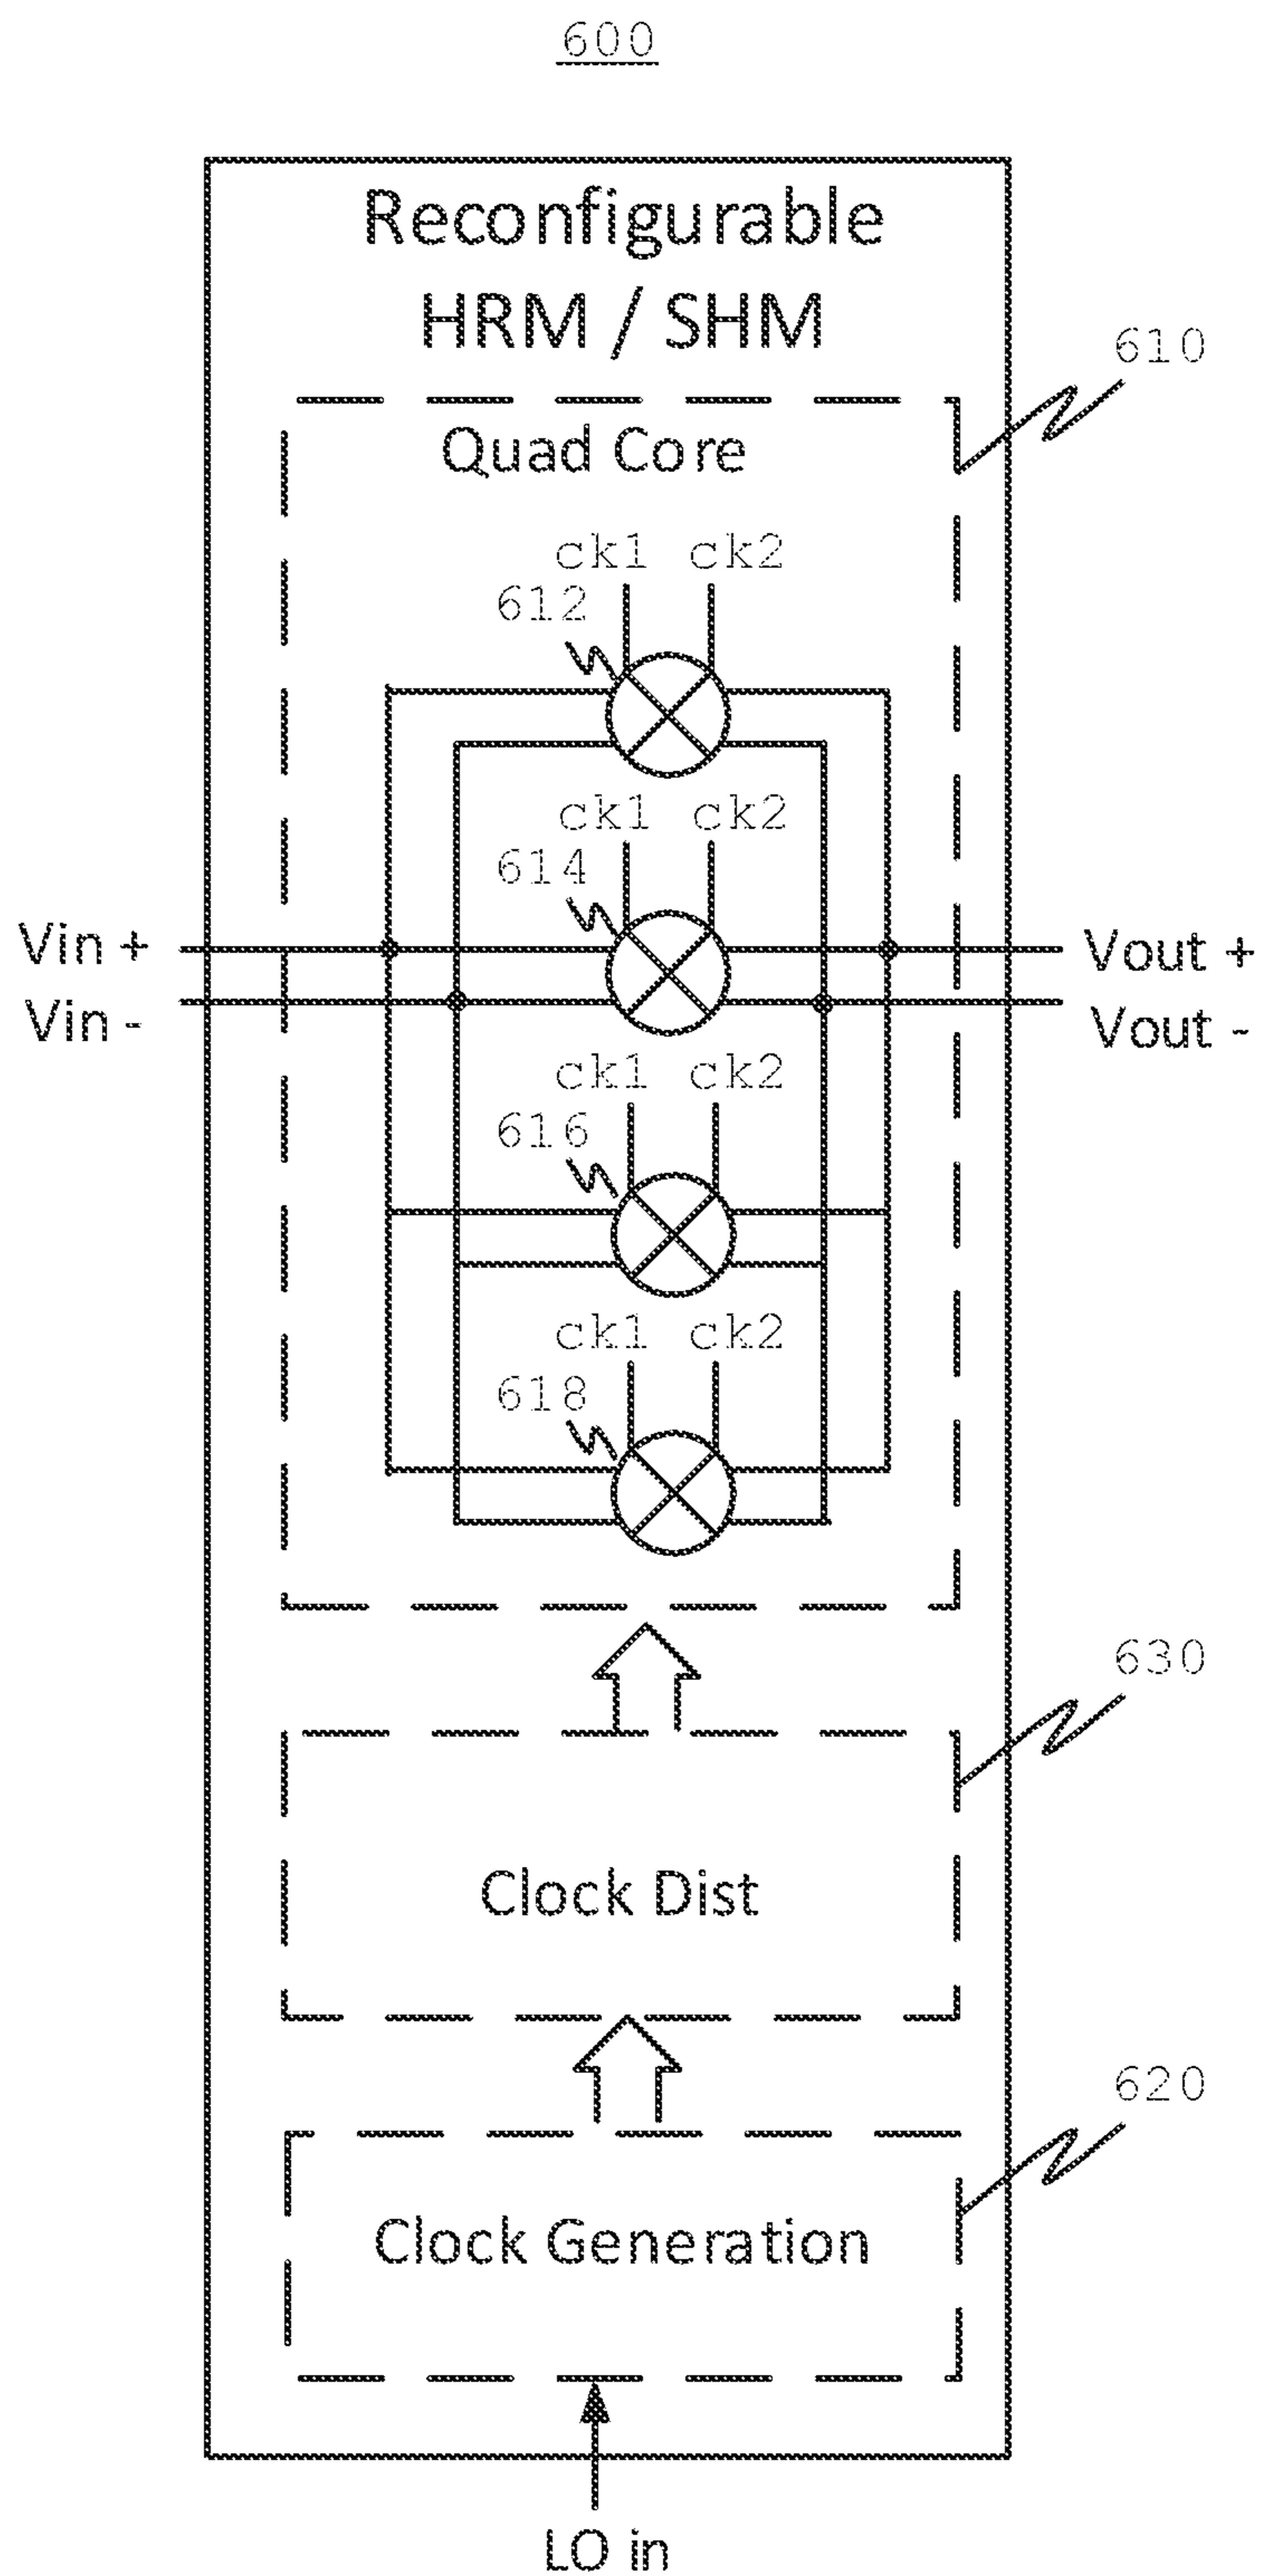 600
Reconfigurable
HRM / SHM
610
Quad Core
ck1 ck2
612
ck1 ck2
614
Vin +
Vout +
Vin -
Vout -
ck1 ck2
616
ck1 ck2
618
630
Clock Dist
620
Clock Generation
LO in